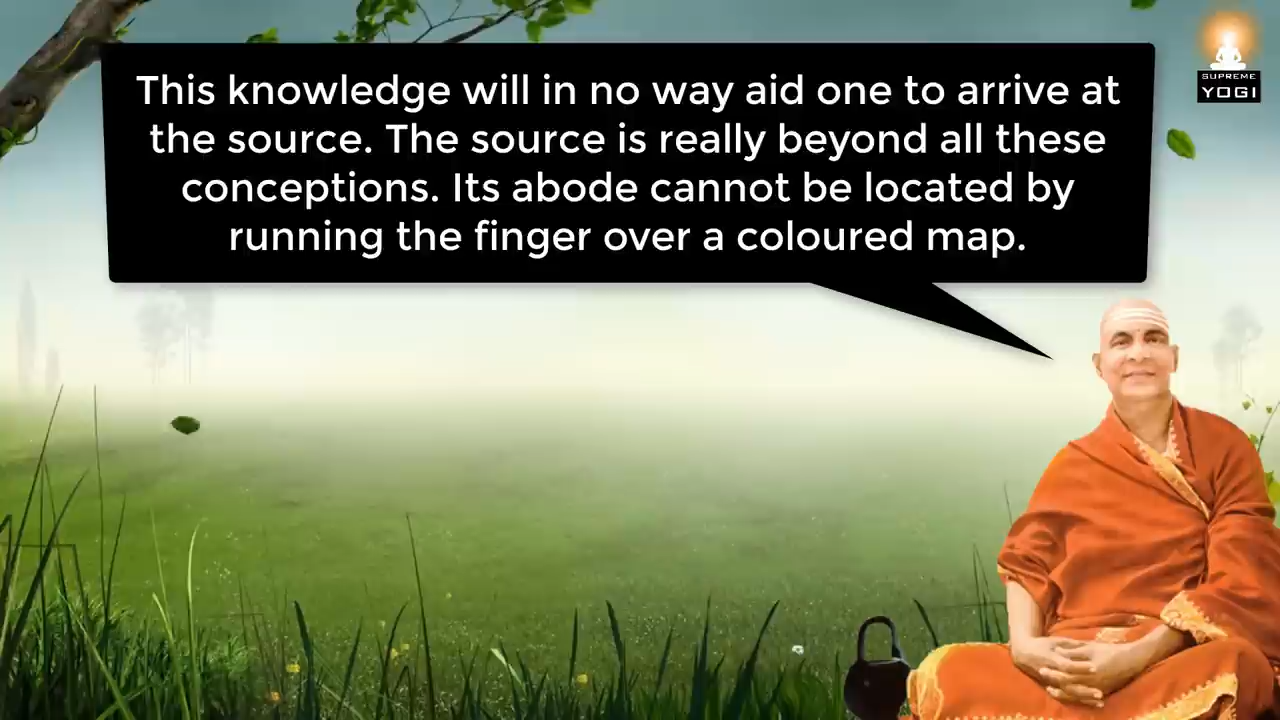 This knowledge will in no way aid one to arrive at
the source. The source is really beyond all these
conceptions. Its abode cannot be located by
running the finger over a coloured map.
SUPREME
YOGI